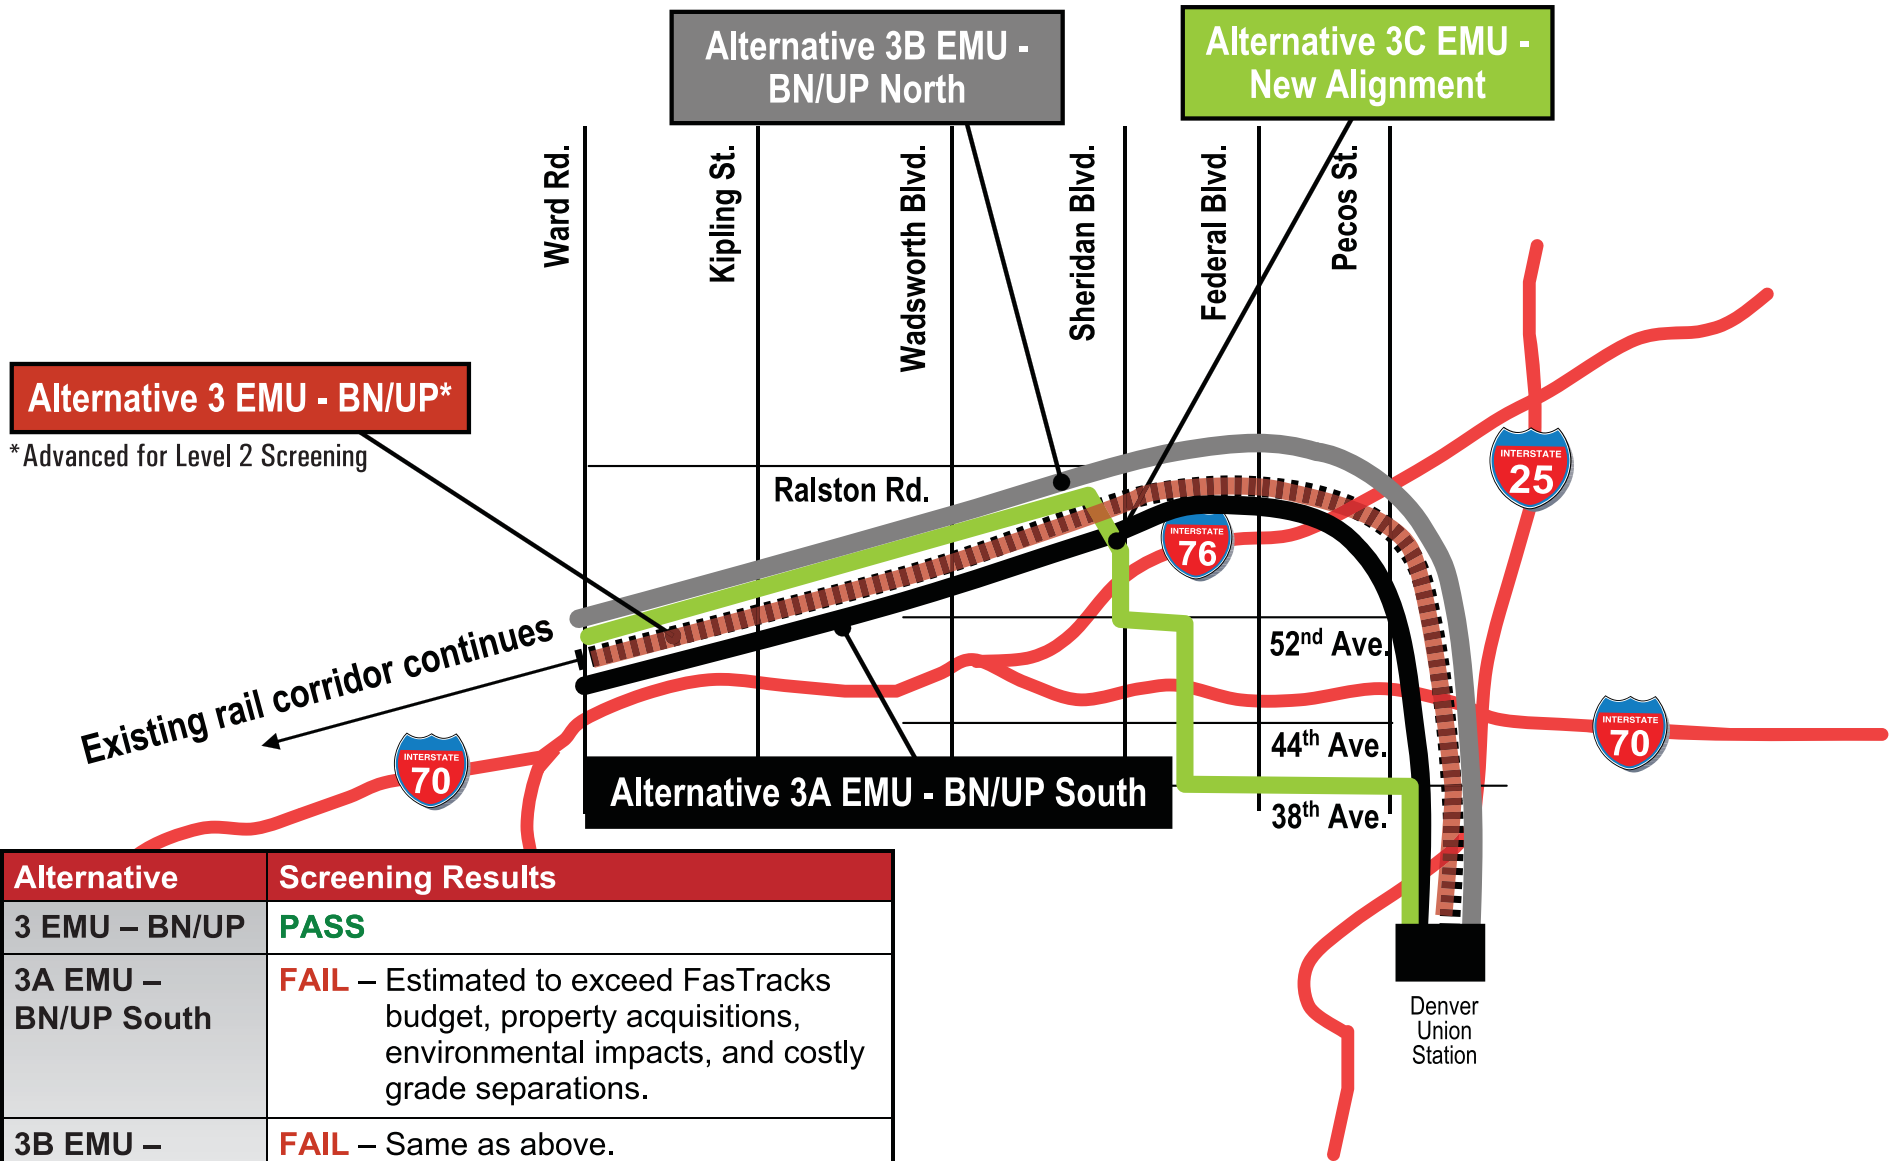 Alternative 3B EMU -
BN/UP North
Alternative 3C EMU -
New Alignment
Ward Rd.
Kipling St.
Wadsworth Blvd.
Sheridan Blvd.
Federal Blvd.
Pecos St.
Alternative 3 EMU - BN/UP*
*Advanced for Level 2 Screening
Ralston Rd.
INTERSTATE
25
INTERSTATE
76
52nd Ave.
Existing rail corridor continues
INTERSTATE
70
INTERSTATE
70
44th Ave.
Alternative 3A EMU - BN/UP South
38th Ave.
Denver
Union
Station
Alternative
Screening Results
3 EMU – BN/UP
PASS
3A EMU –
BN/UP South
FAIL – Estimated to exceed FasTracks
budget, property acquisitions,
environmental impacts, and costly
grade separations.
3B EMU –
FAIL – Same as above.